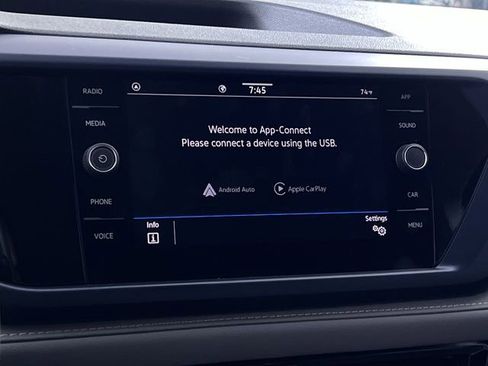 RADIO
7:45
74°F
APP
MEDIA
SOUND
Welcome to App-Connect
Please connect a device using the USB.
Android Auto
Apple CarPlay
PHONE
CAR
Info
Settings
VOICE
MENU